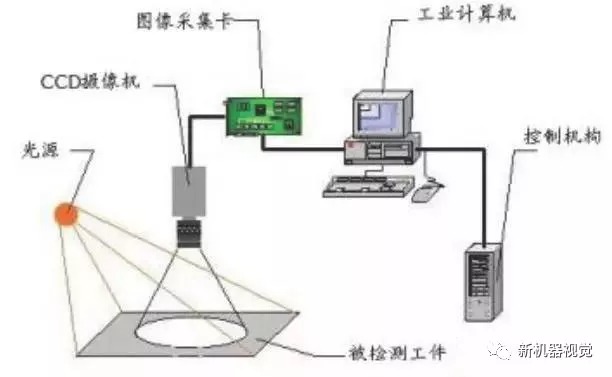 图像采集卡
工业计算机
CCD摄像机
光源
控制机构
被检测工件
新机器视觉